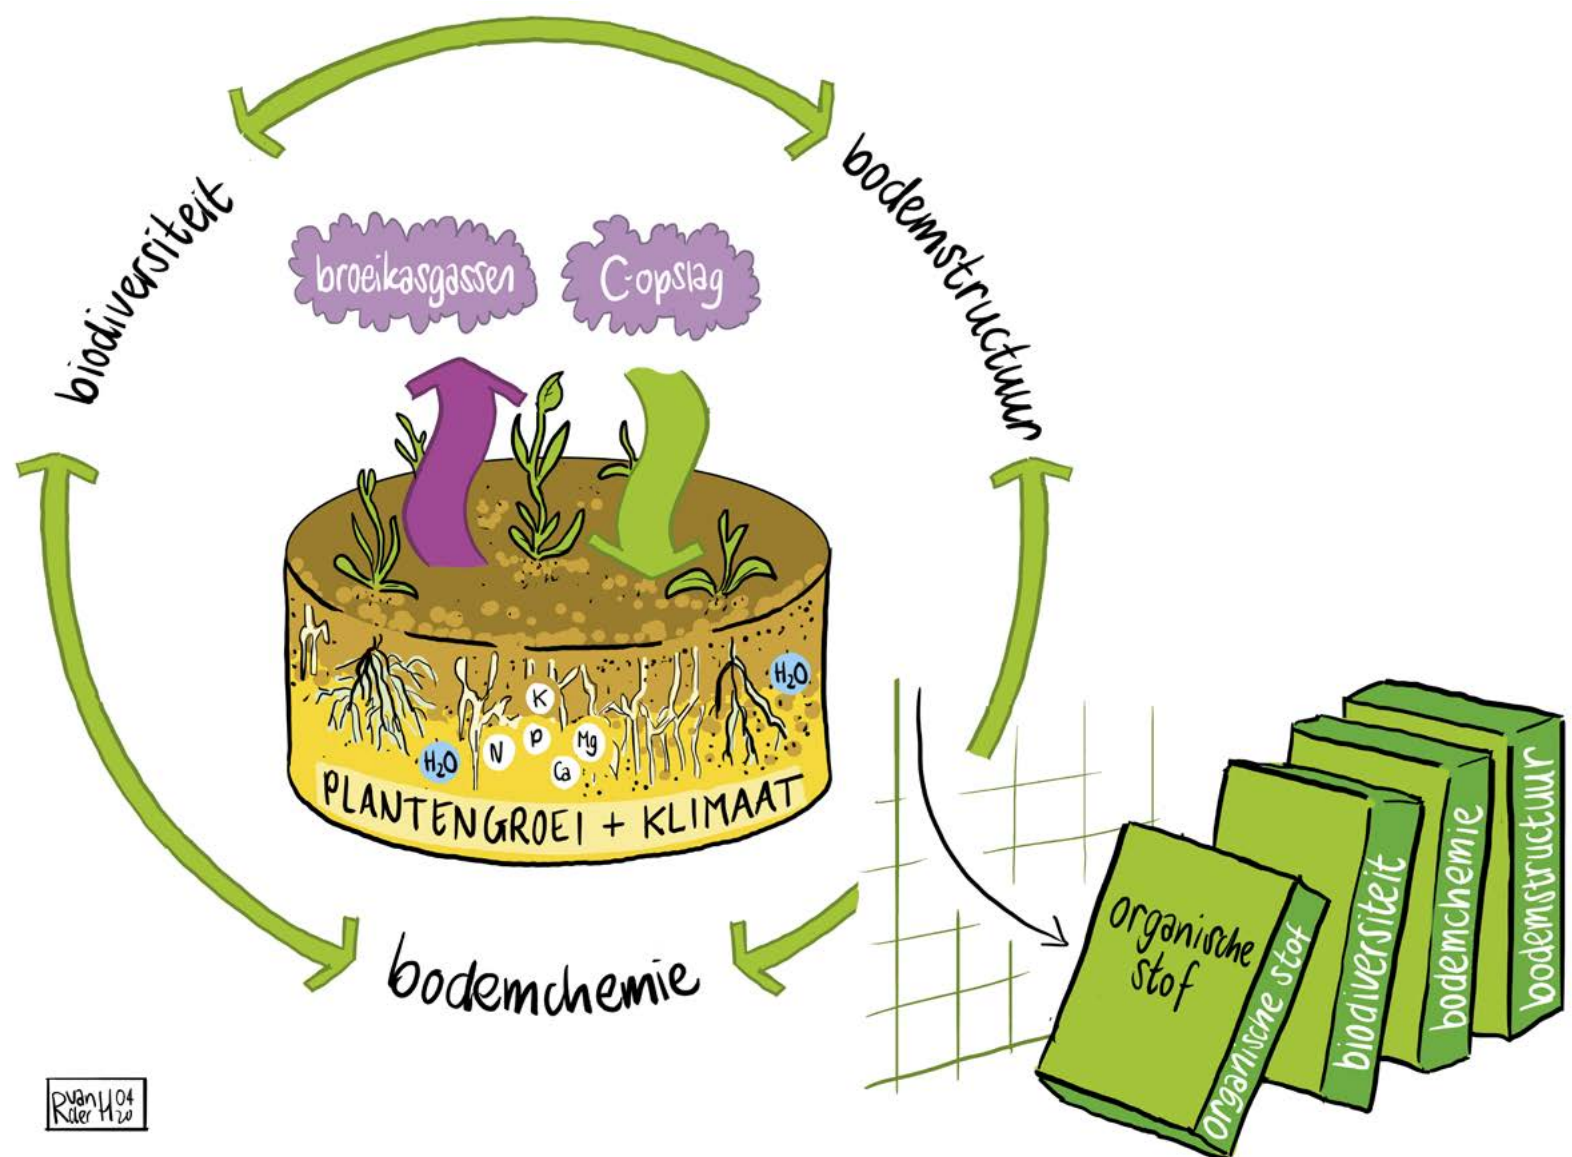 biodiversiteit
bodemstructuur
broeikasgassen
C-opslag
H₂O
K
N
P
Mg
Ca
H₂O
PLANTENGROEI + KLIMAAT
bodemchemie
organische
stof
organische stof
biodiversiteit
bodemchemie
bodemstructuur
R van der H 04
20